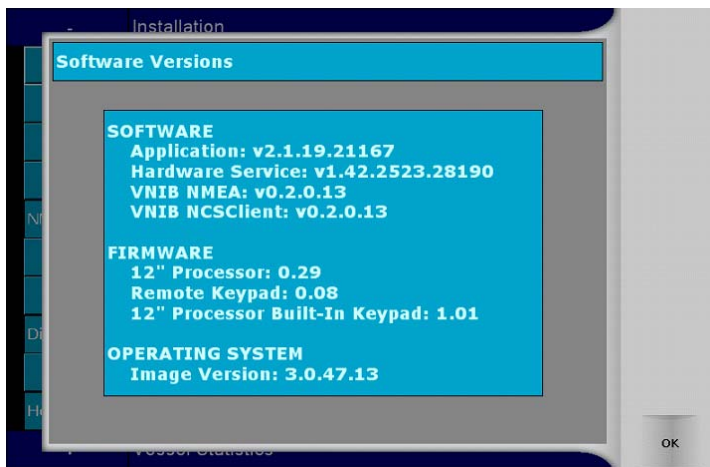 Installation
Software Versions
SOFTWARE
Application: v2.1.19.21167
Hardware Service: v1.42.2523.28190
VNIB NMEA: v0.2.0.13
VNIB NCSClient: v0.2.0.13
FIRMWARE
12" Processor: 0.29
Remote Keypad: 0.08
12" Processor Built-In Keypad: 1.01
OPERATING SYSTEM
Image Version: 3.0.47.13
OK